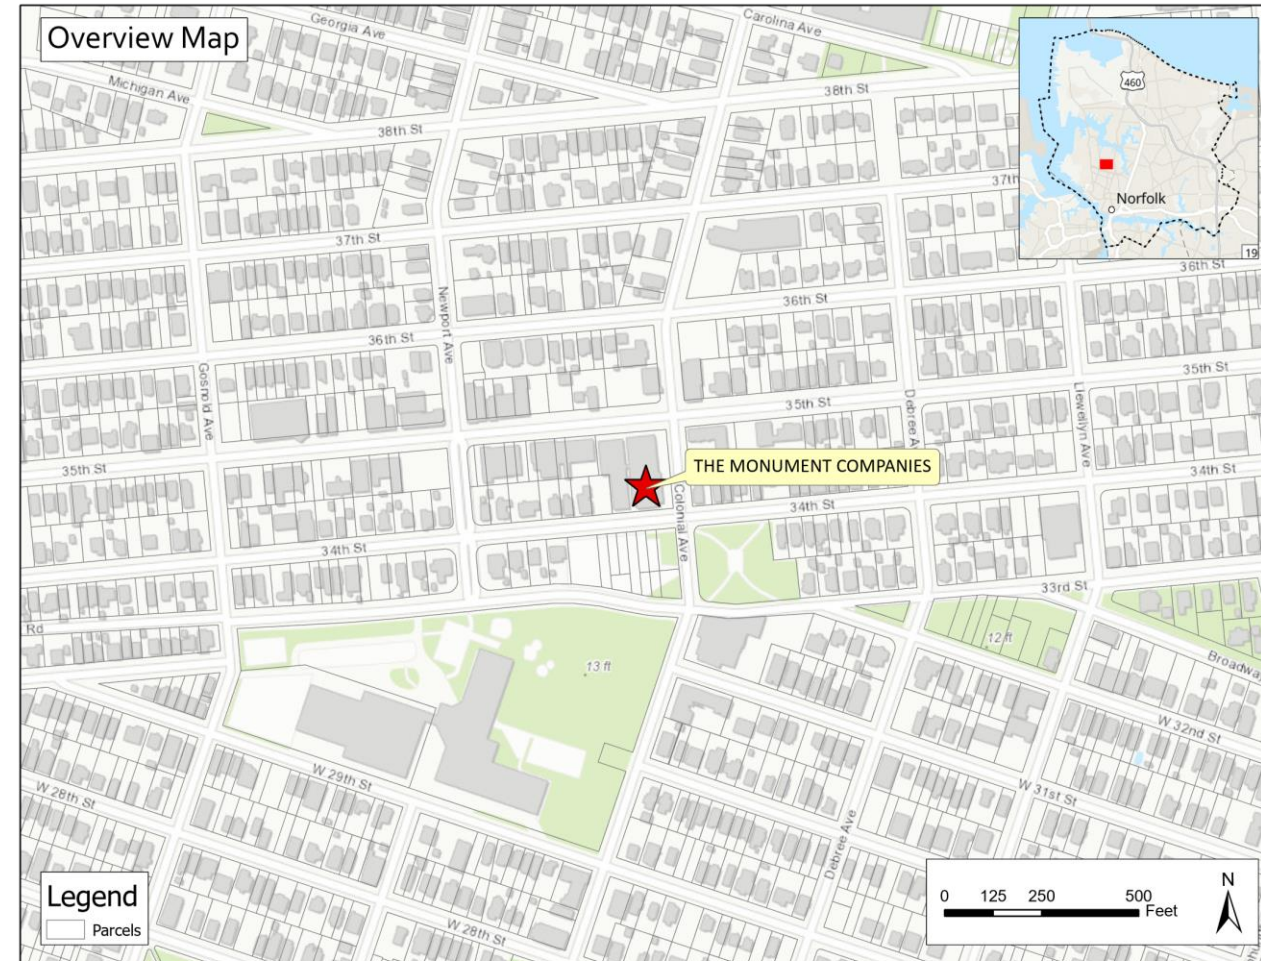 Overview Map
Georgia Ave
Carolina Ave
Michigan Ave
38th St
38th St
460
Norfolk
19
37th
37th St
36th St
36th St
36th St
Newport Ave
Gosnold Ave
35th St
35th St
35th St
Debree Av
Llewellyn Ave
THE MONUMENT COMPANIES
Colonial Ave
34th St
34th St
34th St
33rd St
Rd
13 ft
12 ft
Broadway
W 32nd St
W 31st St
W 29th St
W 28th St
W 28th St
Debree Ave
Legend
Parcels
0 125 250 500
Feet
N